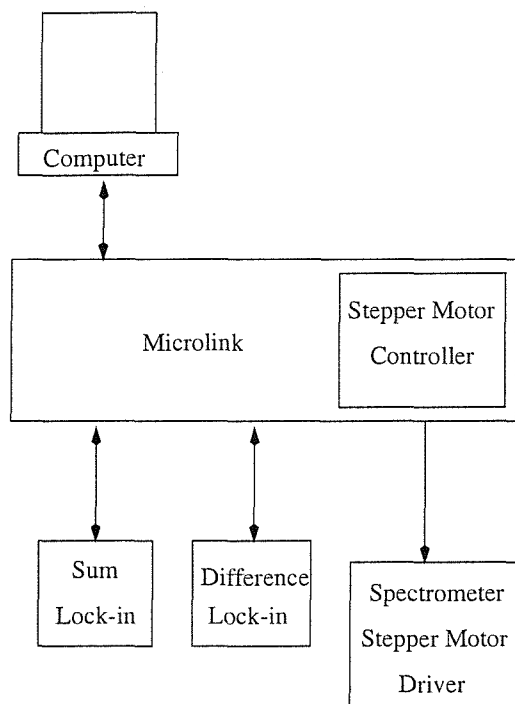 Computer
Microlink
Stepper Motor
Controller
Sum
Lock-in
Difference
Lock-in
Spectrometer
Stepper Motor
Driver